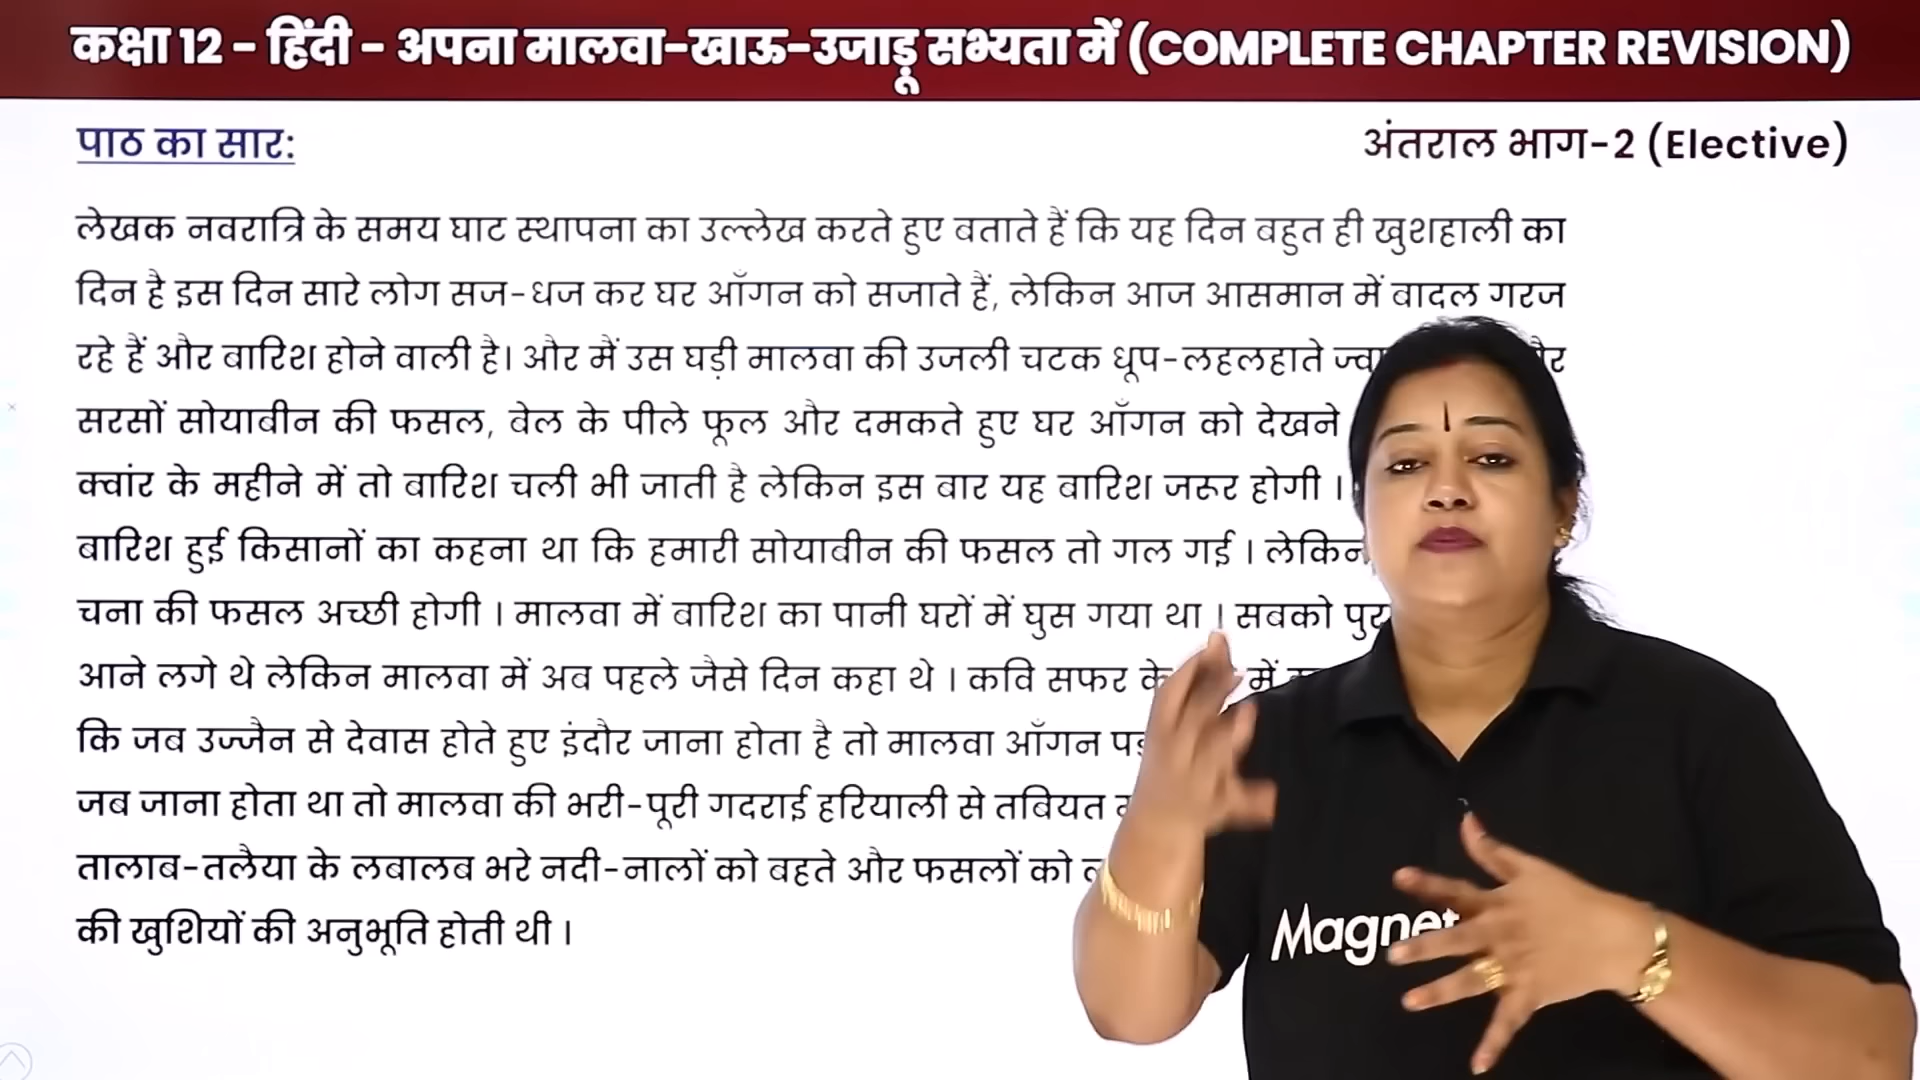 कक्षा 12 - हिंदी - अपना मालवा-खाऊ-उजाड़ू सभ्यता में (COMPLETE CHAPTER REVISION)
पाठ का सार:
अंतराल भाग-2 (Elective)
लेखक नवरात्रि के समय घाट स्थापना का उल्लेख करते हुए बताते हैं कि यह दिन बहुत ही खुशहाली का
दिन है इस दिन सारे लोग सज-धज कर घर आँगन को सजाते हैं, लेकिन आज आसमान में बादल गरज
रहे हैं और बारिश होने वाली है। और मैं उस घड़ी मालवा की उजली चटक धूप-लहलहाते
सरसों सोयाबीन की फसल, बेल के पीले फूल और दमकते हुए घर आँगन को देखने
क्वांर के महीने में तो बारिश चली भी जाती है लेकिन इस बार यह बारिश जरूर होगी ।
बारिश हुई किसानों का कहना था कि हमारी सोयाबीन की फसल तो गल गई । लेकिन
चना की फसल अच्छी होगी । मालवा में बारिश का पानी घरों में घुस गया था । सबको
आने लगे थे लेकिन मालवा में अब पहले जैसे दिन कहा थे । कवि सफर के में
कि जब उज्जैन से देवास होते हुए इंदौर जाना होता है तो मालवा आँगन
जब जाना होता था तो मालवा की भरी-पूरी गदराई हरियाली से तबियत
तालाब-तलैया के लबालब भरे नदी-नालों को बहते और फसलों को
की खुशियों की अनुभूति होती थी ।
Magnet